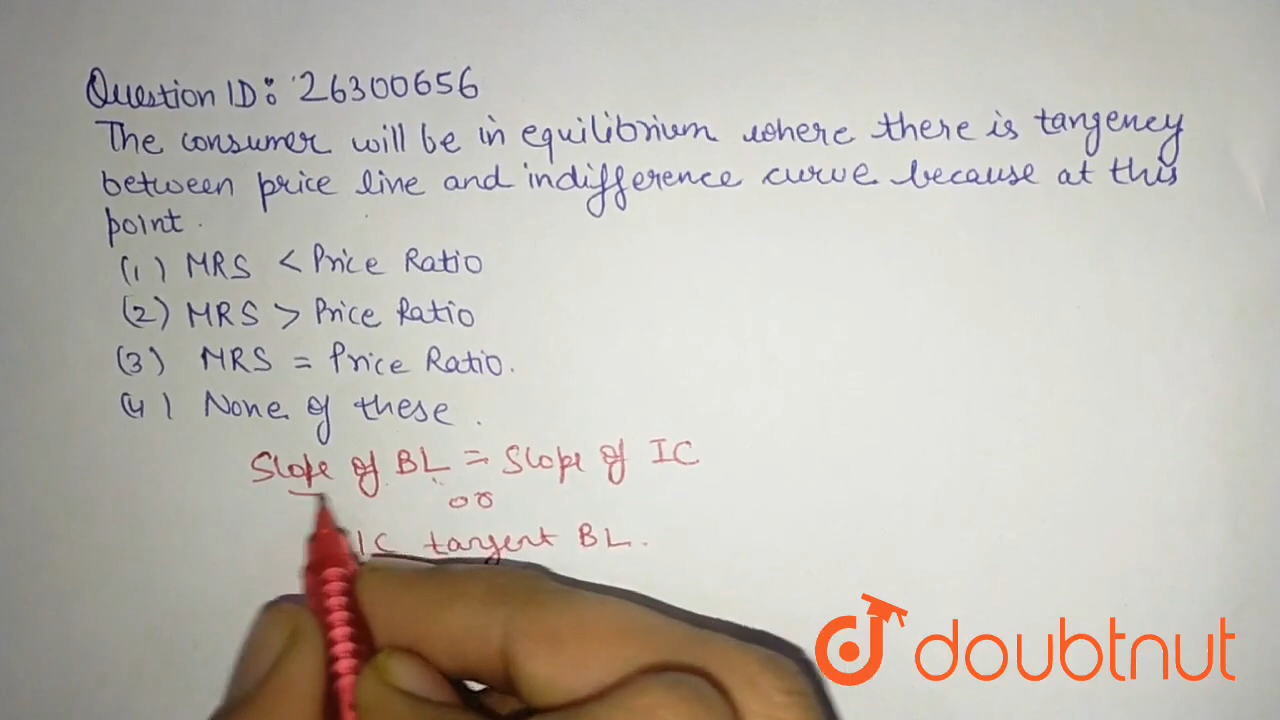 Question ID: 26300656
The consumer will be in equilibrium where there is tangency
between price line and indifference curve because at this
point.
(1) MRS < Price Ratio
(2) MRS > Price Ratio
(3) MRS = Price Ratio.
(4) None of these.
Slope of BL = Slope of IC
or
IC tangent BL.
doubtnut